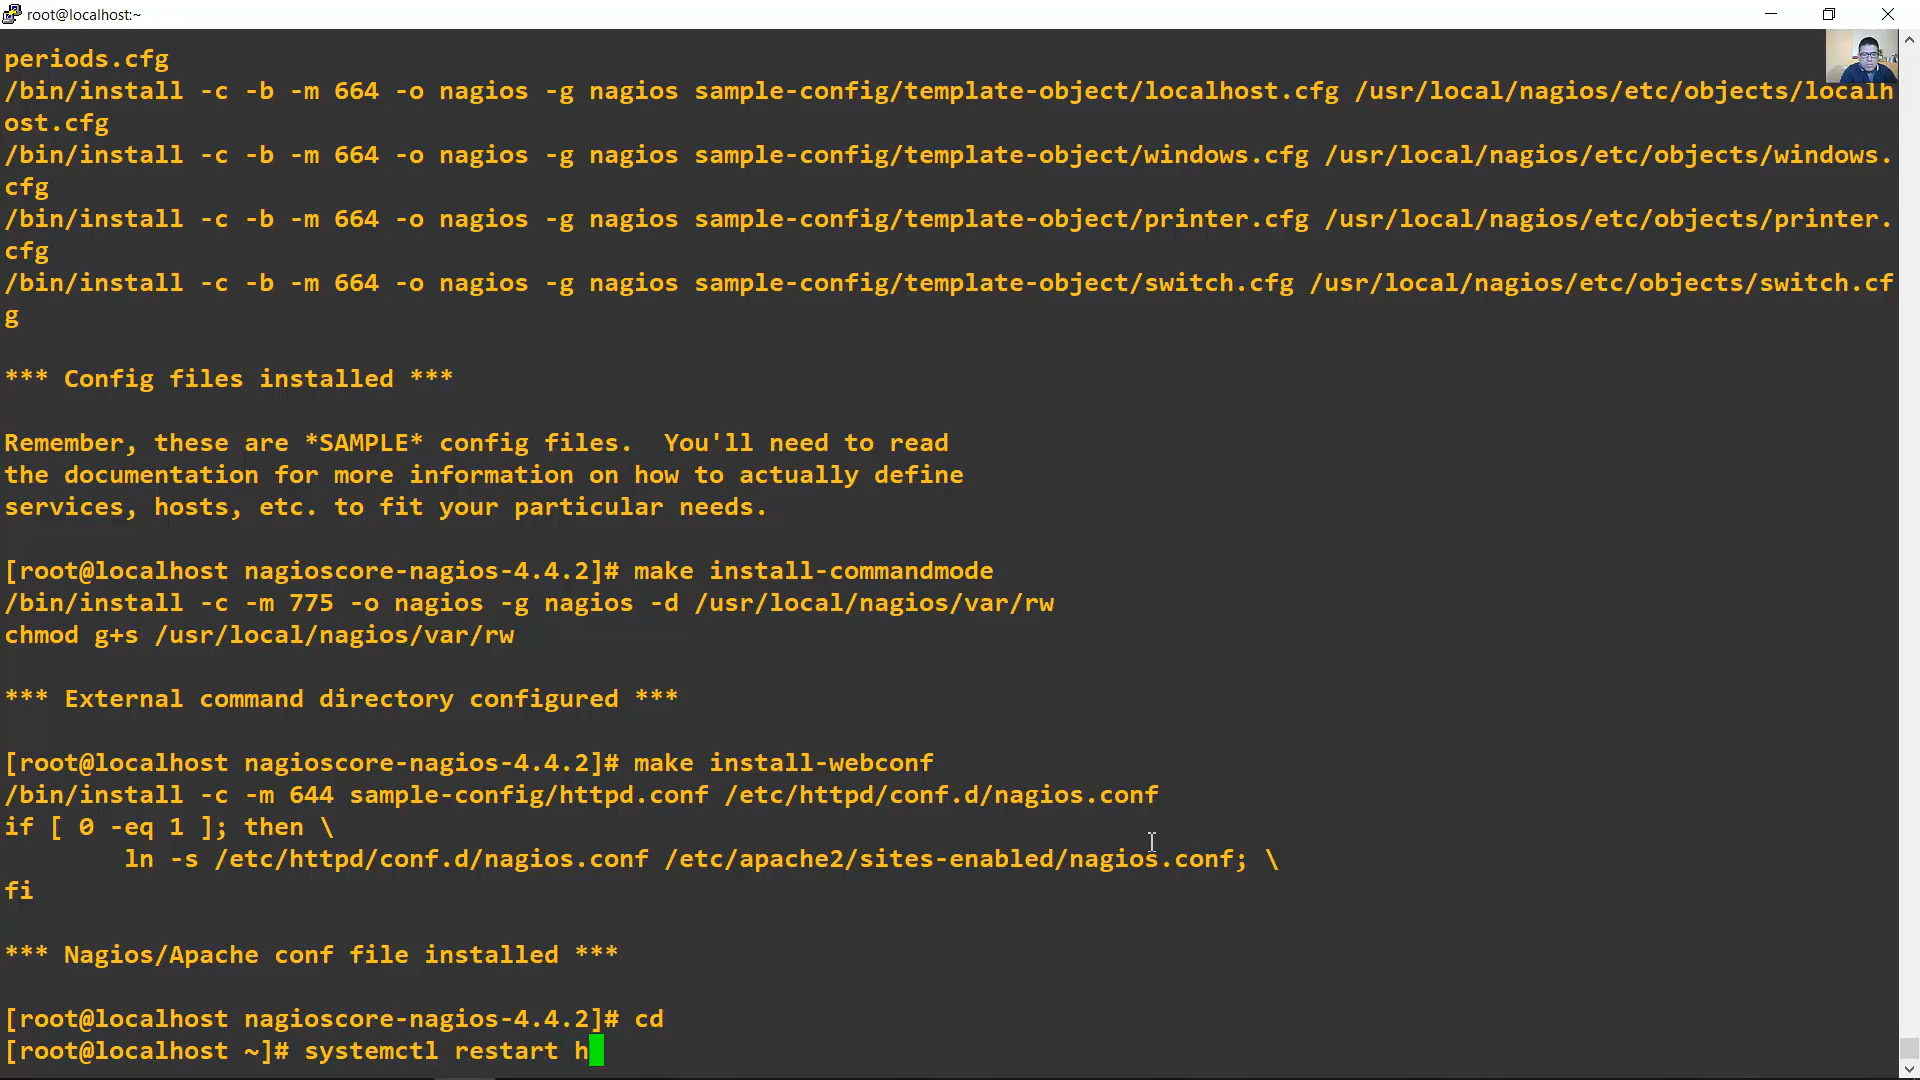 root@localhost:~
periods.cfg
/bin/install -c -b -m 664 -o nagios -g nagios sample-config/template-object/localhost.cfg /usr/local/nagios/etc/objects/localh
ost.cfg
/bin/install -c -b -m 664 -o nagios -g nagios sample-config/template-object/windows.cfg /usr/local/nagios/etc/objects/windows.
cfg
/bin/install -c -b -m 664 -o nagios -g nagios sample-config/template-object/printer.cfg /usr/local/nagios/etc/objects/printer.
cfg
/bin/install -c -b -m 664 -o nagios -g nagios sample-config/template-object/switch.cfg /usr/local/nagios/etc/objects/switch.cf
g
*** Config files installed ***
Remember, these are *SAMPLE* config files.  You'll need to read
the documentation for more information on how to actually define
services, hosts, etc. to fit your particular needs.
[root@localhost nagioscore-nagios-4.4.2]# make install-commandmode
/bin/install -c -m 775 -o nagios -g nagios -d /usr/local/nagios/var/rw
chmod g+s /usr/local/nagios/var/rw
*** External command directory configured ***
[root@localhost nagioscore-nagios-4.4.2]# make install-webconf
/bin/install -c -m 644 sample-config/httpd.conf /etc/httpd/conf.d/nagios.conf
if [ 0 -eq 1 ]; then \
        ln -s /etc/httpd/conf.d/nagios.conf /etc/apache2/sites-enabled/nagios.conf; \
fi
*** Nagios/Apache conf file installed ***
[root@localhost nagioscore-nagios-4.4.2]# cd
[root@localhost ~]# systemctl restart h